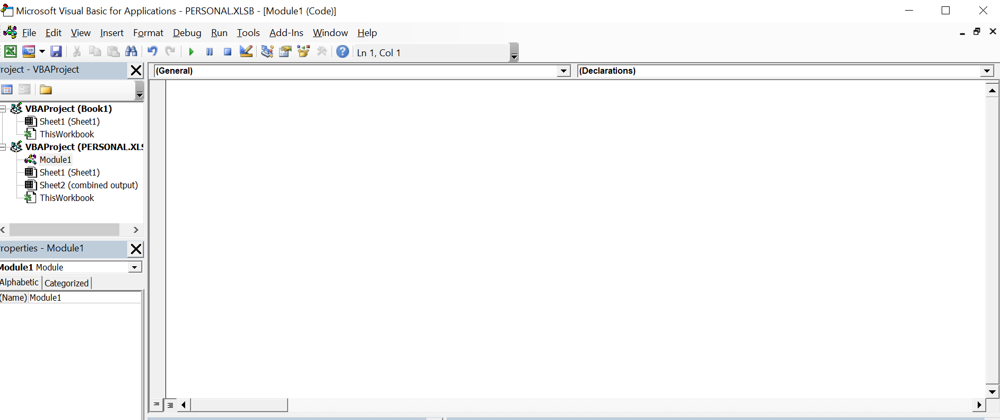 Microsoft Visual Basic for Applications - PERSONAL.XLSB - [Module1 (Code)]
File Edit View Insert Format Debug Run Tools Add-Ins Window Help
Ln 1, Col 1
roject - VBAProject
(General)
(Declarations)
VBAProject (Book1)
Sheet1 (Sheet1)
ThisWorkbook
VBAProject (PERSONAL.XLS
Module1
Sheet1 (Sheet1)
Sheet2 (combined output)
ThisWorkbook
roperties - Module1
Module1 Module
Alphabetic Categorized
(Name) Module1